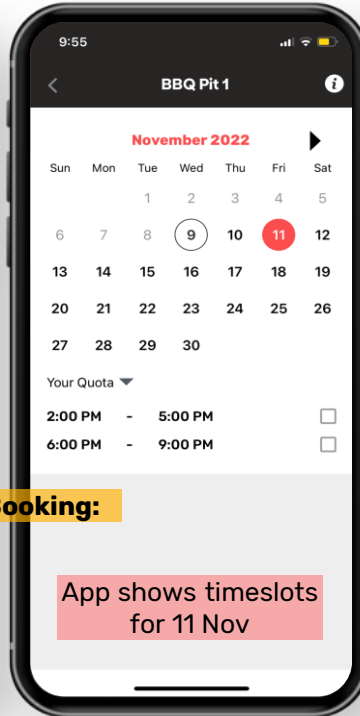 9:55
BBQ Pit 1
November 2022
Sun Mon Tue Wed Thu Fri Sat
1 2 3 4 5
6 7 8 9 10 11 12
13 14 15 16 17 18 19
20 21 22 23 24 25 26
27 28 29 30
Your Quota
2:00 PM - 5:00 PM
6:00 PM - 9:00 PM
ooking:
App shows timeslots
for 11 Nov